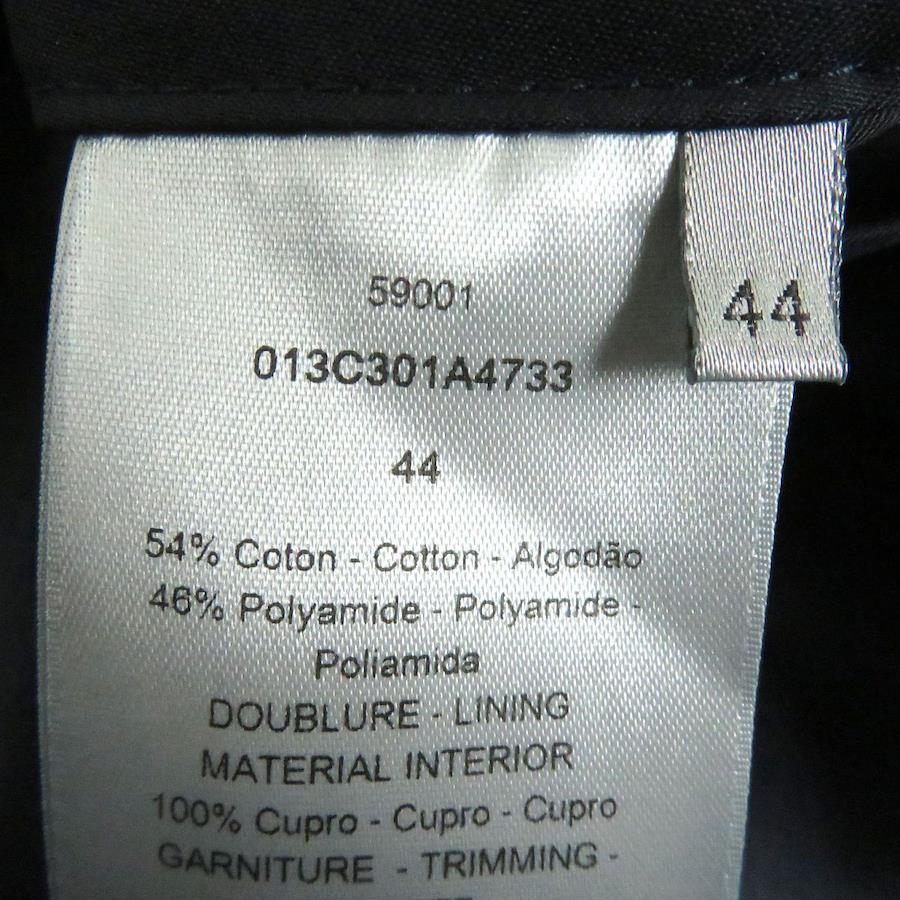 59001
013C301A4733
44
44
54% Coton - Cotton - Algodão
46% Polyamide - Polyamide -
Poliamida
DOUBLURE - LINING
MATERIAL INTERIOR
100% Cupro - Cupro - Cupro
GARNITURE - TRIMMING -